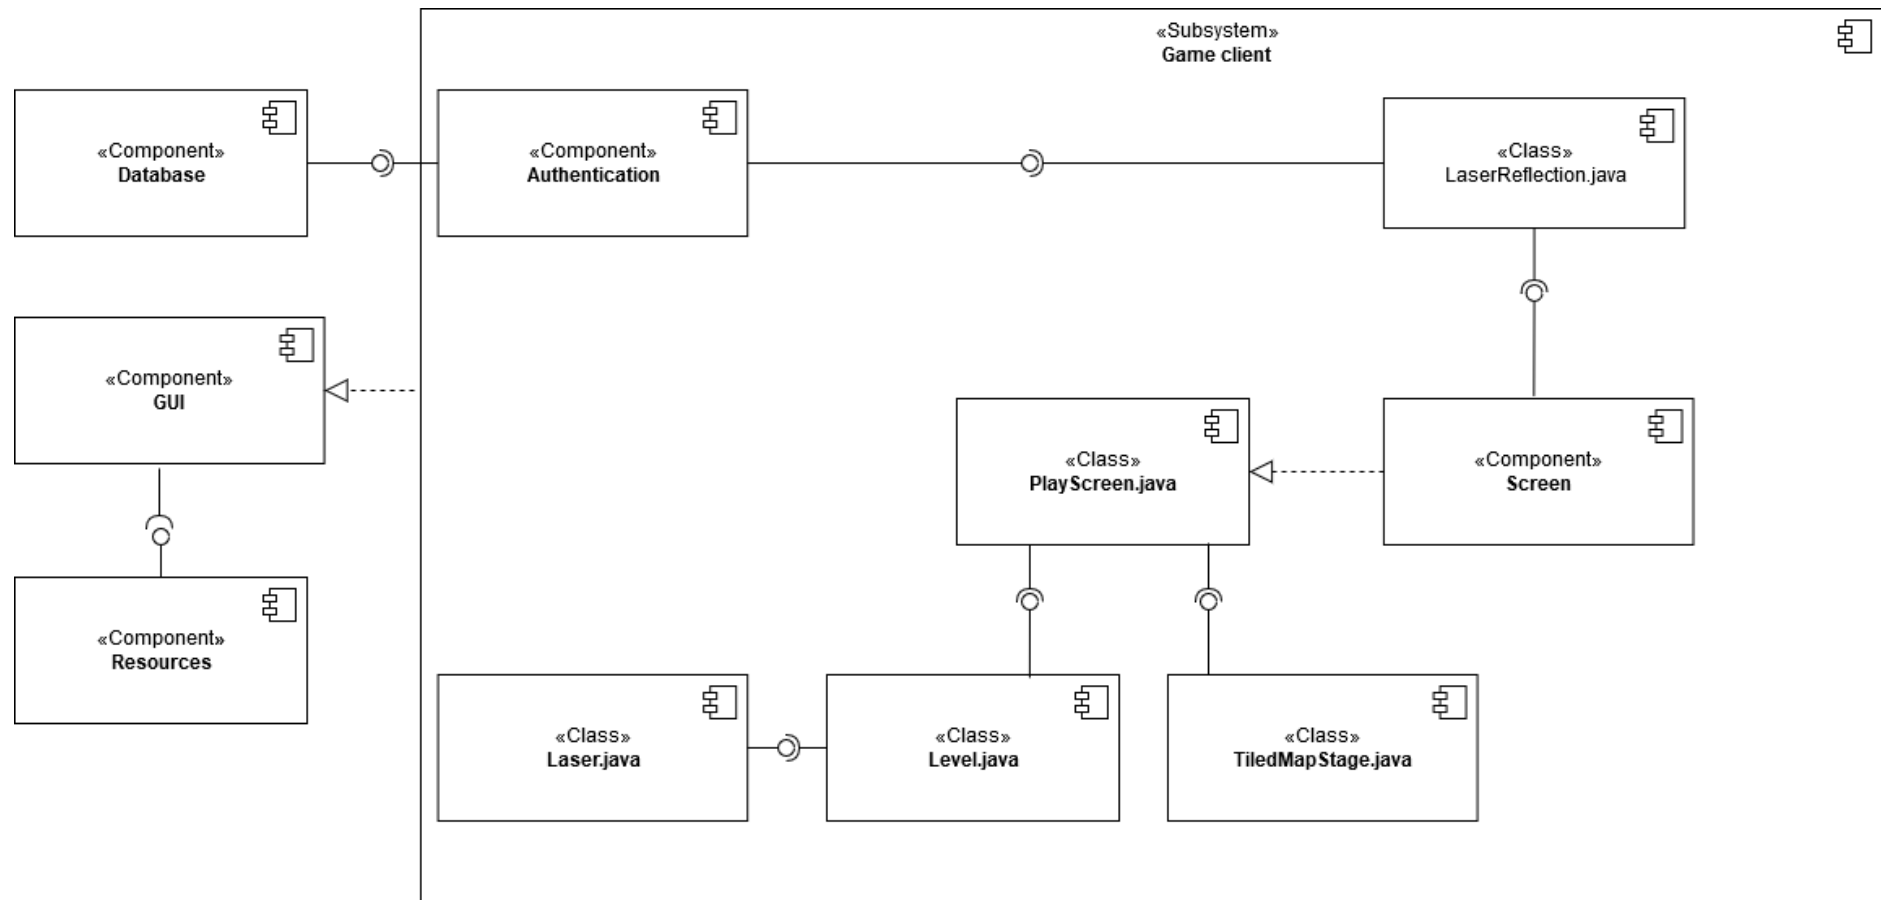 «Subsystem»
Game client
«Component»
Database
«Component»
Authentication
«Class»
LaserReflection.java
«Component»
GUI
«Class»
PlayScreen.java
«Component»
Screen
«Component»
Resources
«Class»
Laser.java
«Class»
Level.java
«Class»
TiledMapStage.java